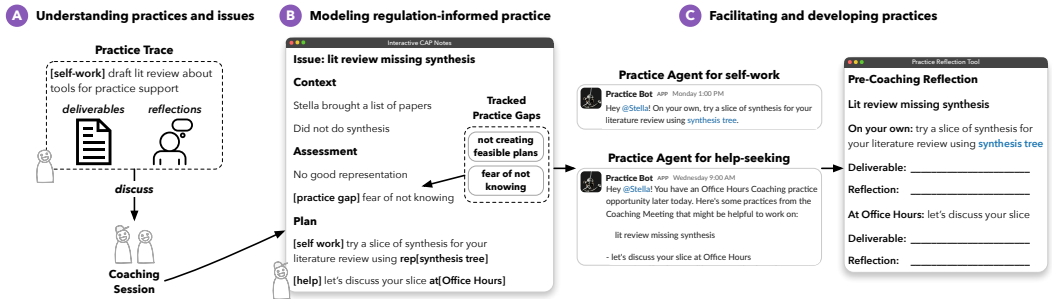 A Understanding practices and issues
Practice Trace
[self-work] draft lit review about
tools for practice support
deliverables reflections
discuss
Coaching
Session
B Modeling regulation-informed practice
Interactive CAP Notes
Issue: lit review missing synthesis
Context
Stella brought a list of papers
Did not do synthesis
Assessment
No good representation
[practice gap] fear of not knowing
Plan
[self work] try a slice of synthesis for your
literature review using rep[synthesis tree]
[help] let's discuss your slice at[Office Hours]
Tracked
Practice Gaps
not creating
feasible plans
fear of not
knowing
C Facilitating and developing practices
Practice Agent for self-work
Practice Bot APP Monday 1:00 PM
Hey @Stella! On your own, try a slice of synthesis for your
literature review using synthesis tree.
Practice Agent for help-seeking
Practice Bot APP Wednesday 9:00 AM
Hey @Stella! You have an Office Hours Coaching practice
opportunity later today. Here's some practices from the
Coaching Meeting that might be helpful to work on:
lit review missing synthesis
- let's discuss your slice at Office Hours
Practice Reflection Tool
Pre-Coaching Reflection
Lit review missing synthesis
On your own: try a slice of synthesis for
your literature review using synthesis tree
Deliverable: ____________________
Reflection: ____________________
At Office Hours: let's discuss your slice
Deliverable: ____________________
Reflection: ____________________